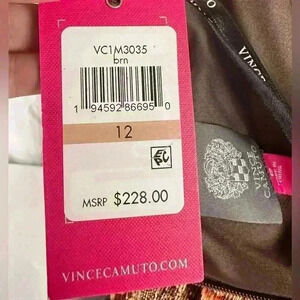 VC1M3035
brn
1 94592 86695 0
12
MSRP $228.00
VINCECAMUTO.COM
VINCE
VINCE
CAMUTO